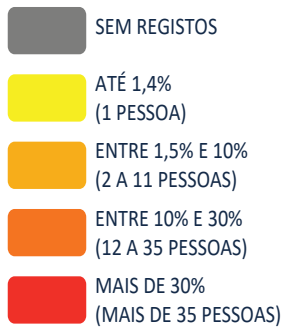 SEM REGISTOS
ATÉ 1,4%
(1 PESSOA)
ENTRE 1,5% E 10%
(2 A 11 PESSOAS)
ENTRE 10% E 30%
(12 A 35 PESSOAS)
MAIS DE 30%
(MAIS DE 35 PESSOAS)